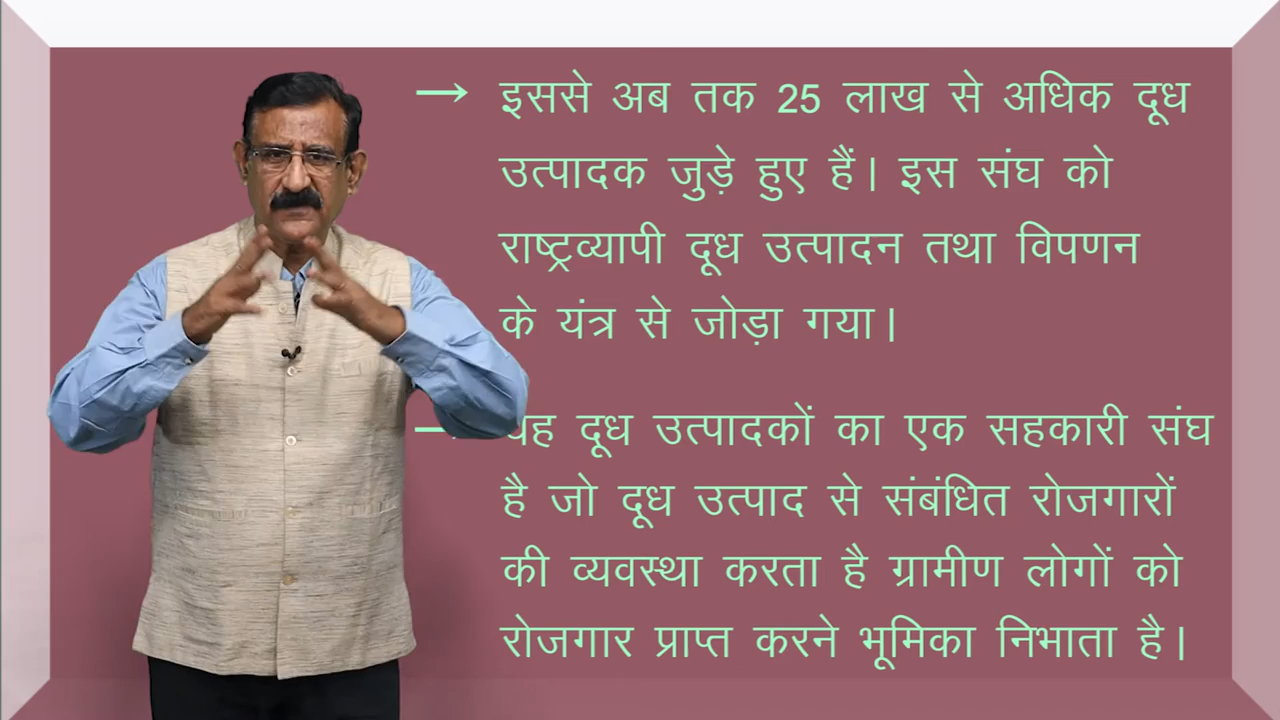 → इससे अब तक 25 लाख से अधिक दूध
उत्पादक जुड़े हुए हैं। इस संघ को
राष्ट्रव्यापी दूध उत्पादन तथा विपणन
के यंत्र से जोड़ा गया।
यह दूध उत्पादकों का एक सहकारी संघ
है जो दूध उत्पाद से संबंधित रोजगारों
की व्यवस्था करता है ग्रामीण लोगों को
रोजगार प्राप्त करने भूमिका निभाता है।